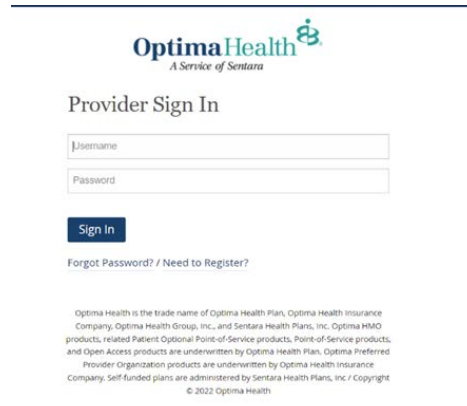 OptimaHealth
A Service of Sentara
Provider Sign In
Username
Password
Sign In
Forgot Password? / Need to Register?
Optima Health is the trade name of Optima Health Plan, Optima Health Insurance
Company, Optima Health Group, Inc., and Sentara Health Plans, Inc. Optima HMO
products, related Patient Optional Point-of-Service products, Point-of-Service products,
and Open Access products are underwritten by Optima Health Plan. Optima Preferred
Provider Organization products are underwritten by Optima Health Insurance
Company. Self-funded plans are administered by Sentara Health Plans, Inc / Copyright
© 2022 Optima Health